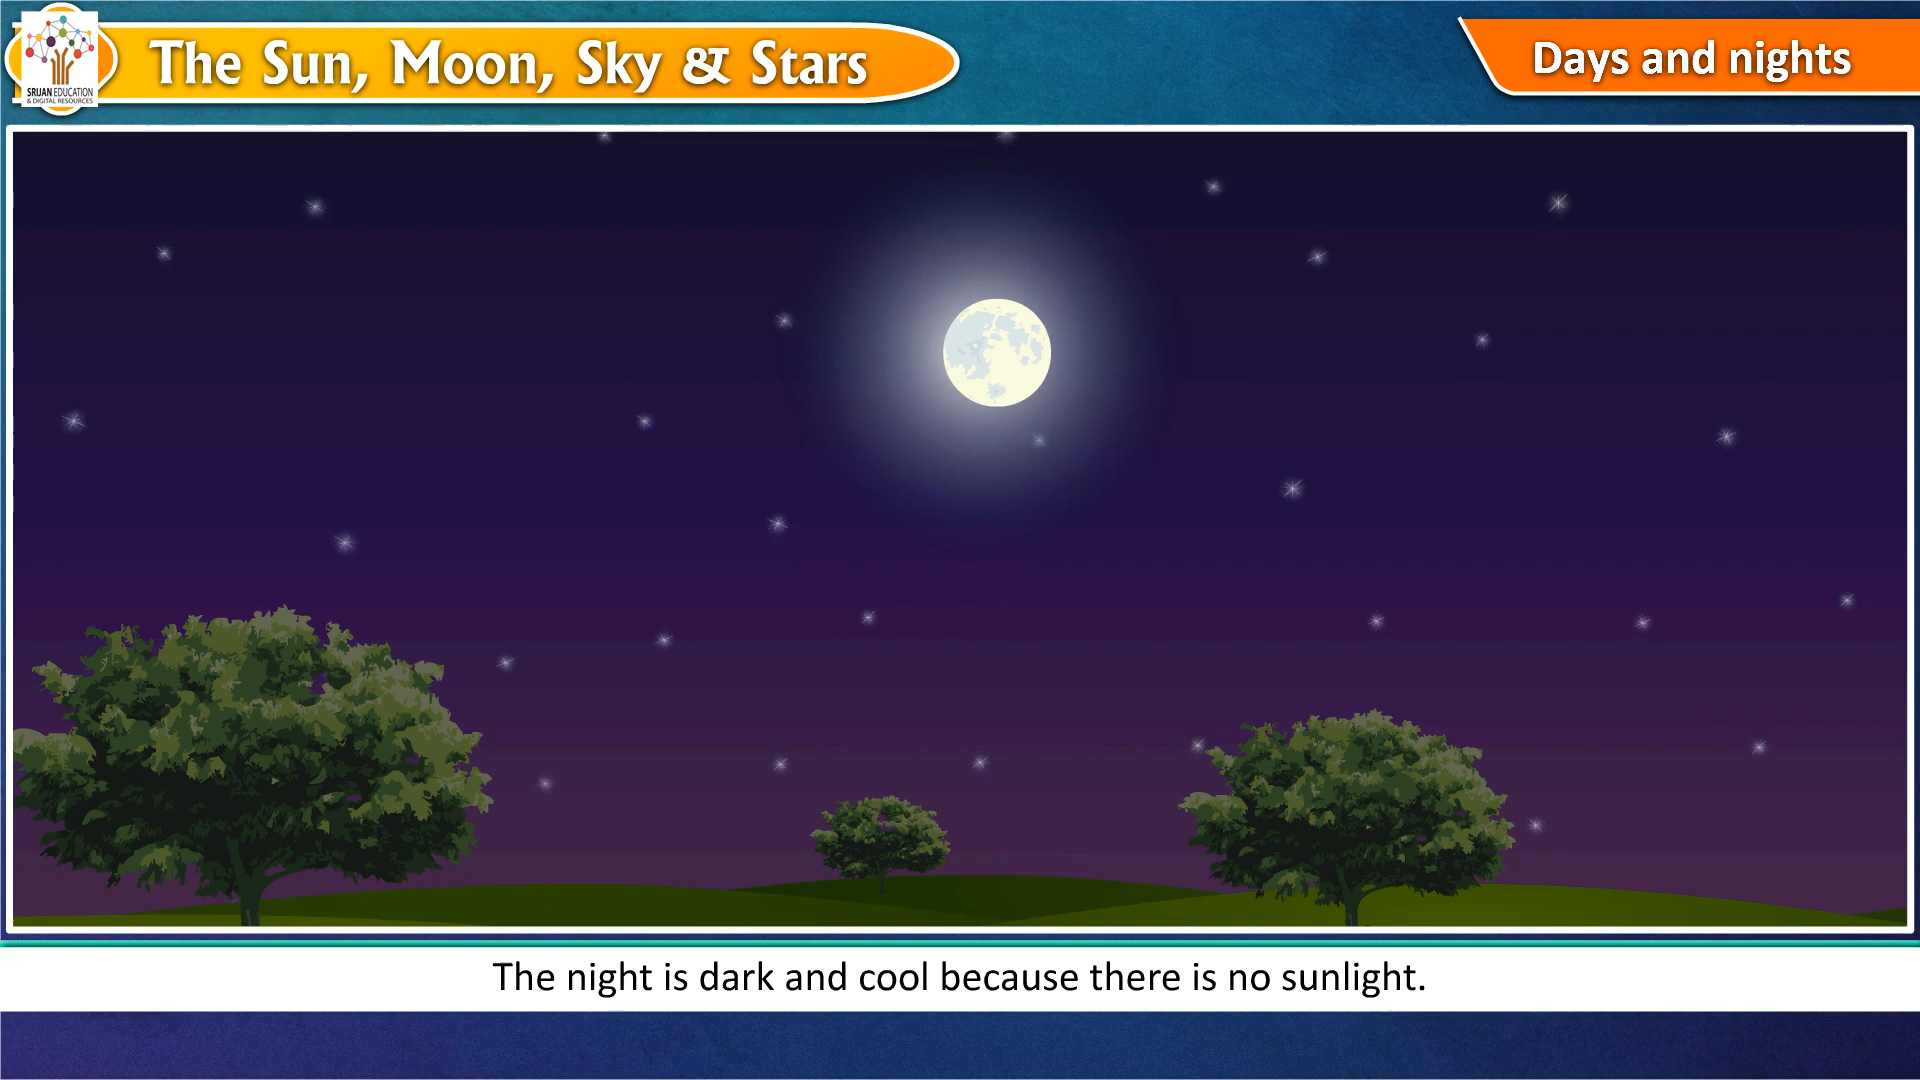 SRIJAN EDUCATION
& DIGITAL RESOURCES
The Sun, Moon, Sky & Stars
Days and nights
The night is dark and cool because there is no sunlight.